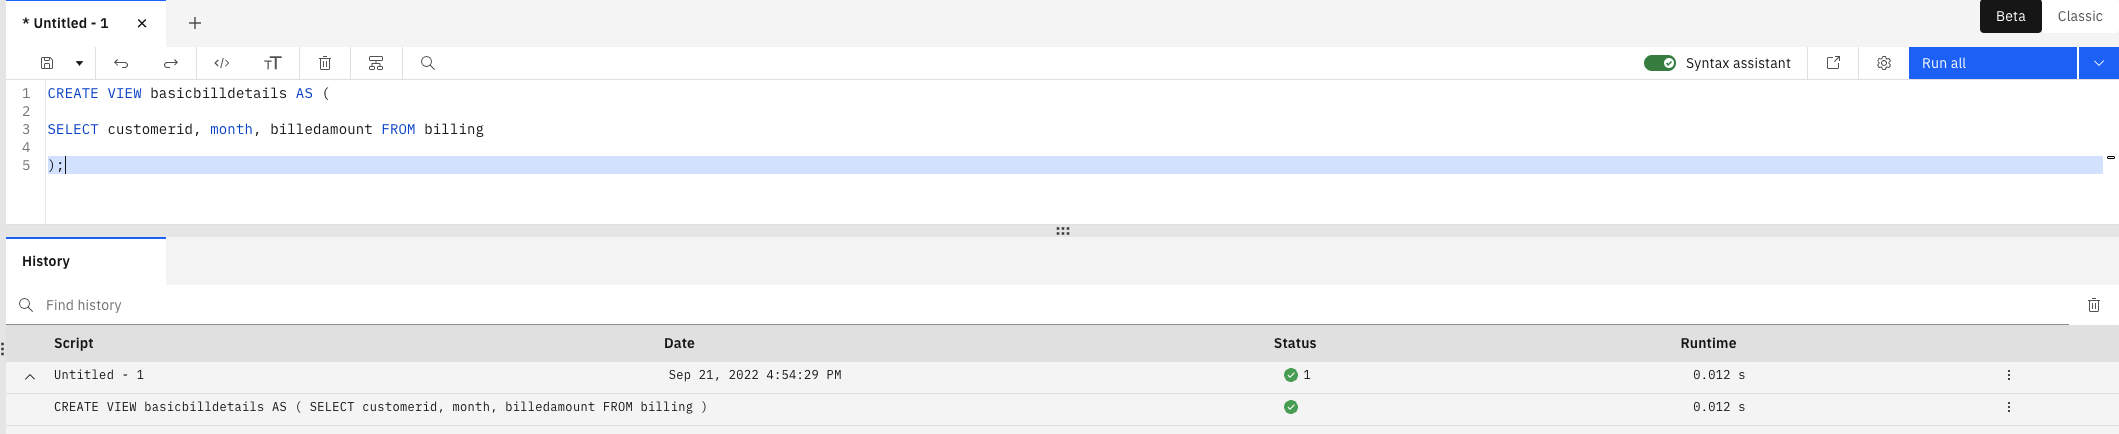 * Untitled - 1
Beta Classic
Syntax assistant Run all
1 CREATE VIEW basicbilldetails AS (
2
3 SELECT customerid, month, billedamount FROM billing
4
5 );
History
Find history
Script Date Status Runtime
Untitled - 1 Sep 21, 2022 4:54:29 PM 1 0.012 s
CREATE VIEW basicbilldetails AS ( SELECT customerid, month, billedamount FROM billing ) 0.012 s